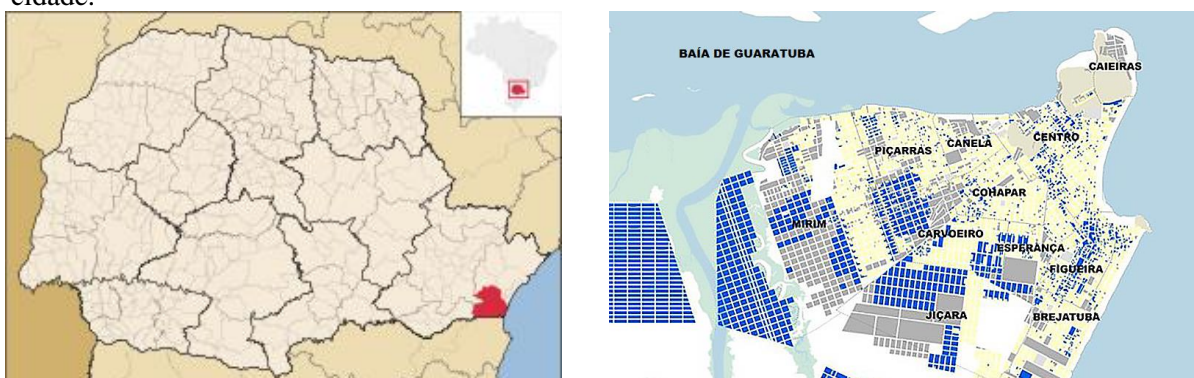 cidade.
BAÍA DE GUARATUBA
CAIEIRAS
CENTRO
CANELA
PIÇARRAS
COHAPAR
MIRIM
CARVOEIRO
ESPERANÇA
FIGUEIRA
JIÇARA
BREJATUBA